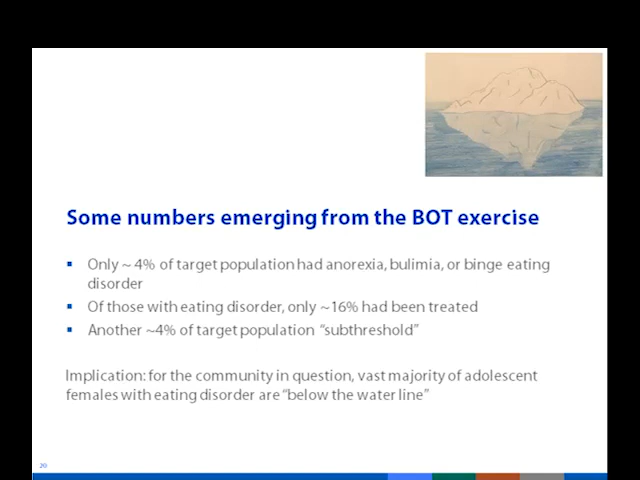 Some numbers emerging from the BOT exercise
▪ Only ~ 4% of target population had anorexia, bulimia, or binge eating
disorder
▪ Of those with eating disorder, only ~16% had been treated
▪ Another ~4% of target population "subthreshold"
Implication: for the community in question, vast majority of adolescent
females with eating disorder are "below the water line"
20